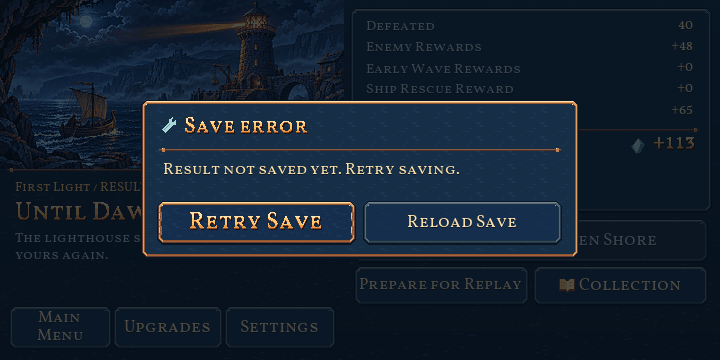 DEFEATED 40
ENEMY REWARDS +48
EARLY WAVE REWARDS +0
SHIP RESCUE REWARD +0
+65
+113
SAVE ERROR
RESULT NOT SAVED YET. RETRY SAVING.
RETRY SAVE
RELOAD SAVE
FIRST LIGHT / RESUL
UNTIL DAW
THE LIGHTHOUSE S
YOURS AGAIN.
EN SHORE
PREPARE FOR REPLAY
COLLECTION
MAIN
MENU
UPGRADES
SETTINGS